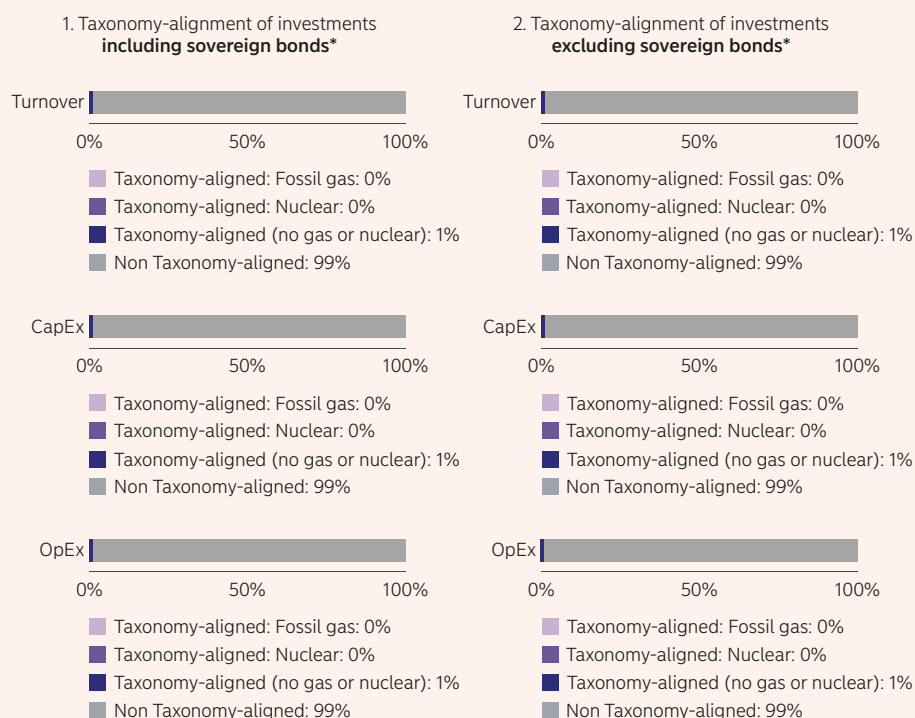 1. Taxonomy-alignment of investments
including sovereign bonds*
Turnover
0% 50% 100%
Taxonomy-aligned: Fossil gas: 0%
Taxonomy-aligned: Nuclear: 0%
Taxonomy-aligned (no gas or nuclear): 1%
Non Taxonomy-aligned: 99%
CapEx
0% 50% 100%
Taxonomy-aligned: Fossil gas: 0%
Taxonomy-aligned: Nuclear: 0%
Taxonomy-aligned (no gas or nuclear): 1%
Non Taxonomy-aligned: 99%
OpEx
0% 50% 100%
Taxonomy-aligned: Fossil gas: 0%
Taxonomy-aligned: Nuclear: 0%
Taxonomy-aligned (no gas or nuclear): 1%
Non Taxonomy-aligned: 99%
2. Taxonomy-alignment of investments
excluding sovereign bonds*
Turnover
0% 50% 100%
Taxonomy-aligned: Fossil gas: 0%
Taxonomy-aligned: Nuclear: 0%
Taxonomy-aligned (no gas or nuclear): 1%
Non Taxonomy-aligned: 99%
CapEx
0% 50% 100%
Taxonomy-aligned: Fossil gas: 0%
Taxonomy-aligned: Nuclear: 0%
Taxonomy-aligned (no gas or nuclear): 1%
Non Taxonomy-aligned: 99%
OpEx
0% 50% 100%
Taxonomy-aligned: Fossil gas: 0%
Taxonomy-aligned: Nuclear: 0%
Taxonomy-aligned (no gas or nuclear): 1%
Non Taxonomy-aligned: 99%